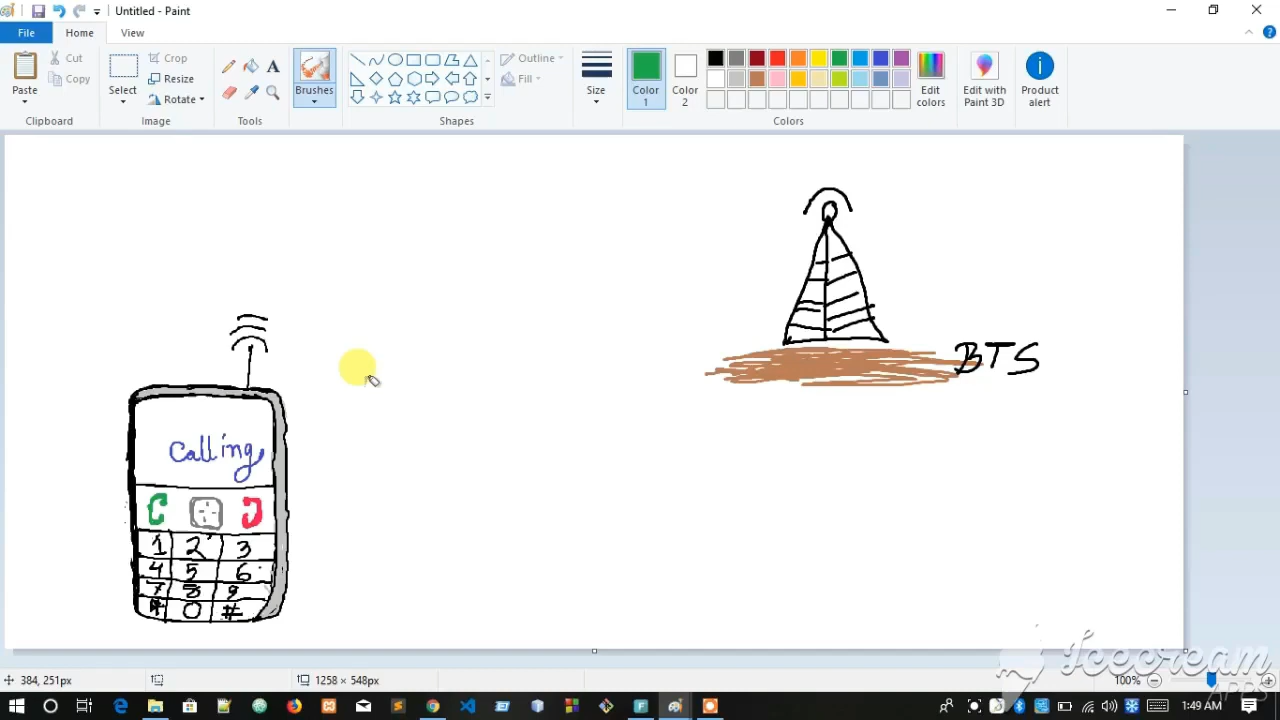 Untitled - Paint
File Home View
Paste Cut Copy
Select Crop Resize Rotate
Brushes
Outline Fill
Size
Color 1
Color 2
Edit colors
Edit with Paint 3D
Product alert
Clipboard Image Tools Shapes Colors
BTS
Calling
1 2 3
4 5 6
7 8 9
* 0 #
Icecream
APPS
384, 251px 1258 × 548px 100%
1:49 AM